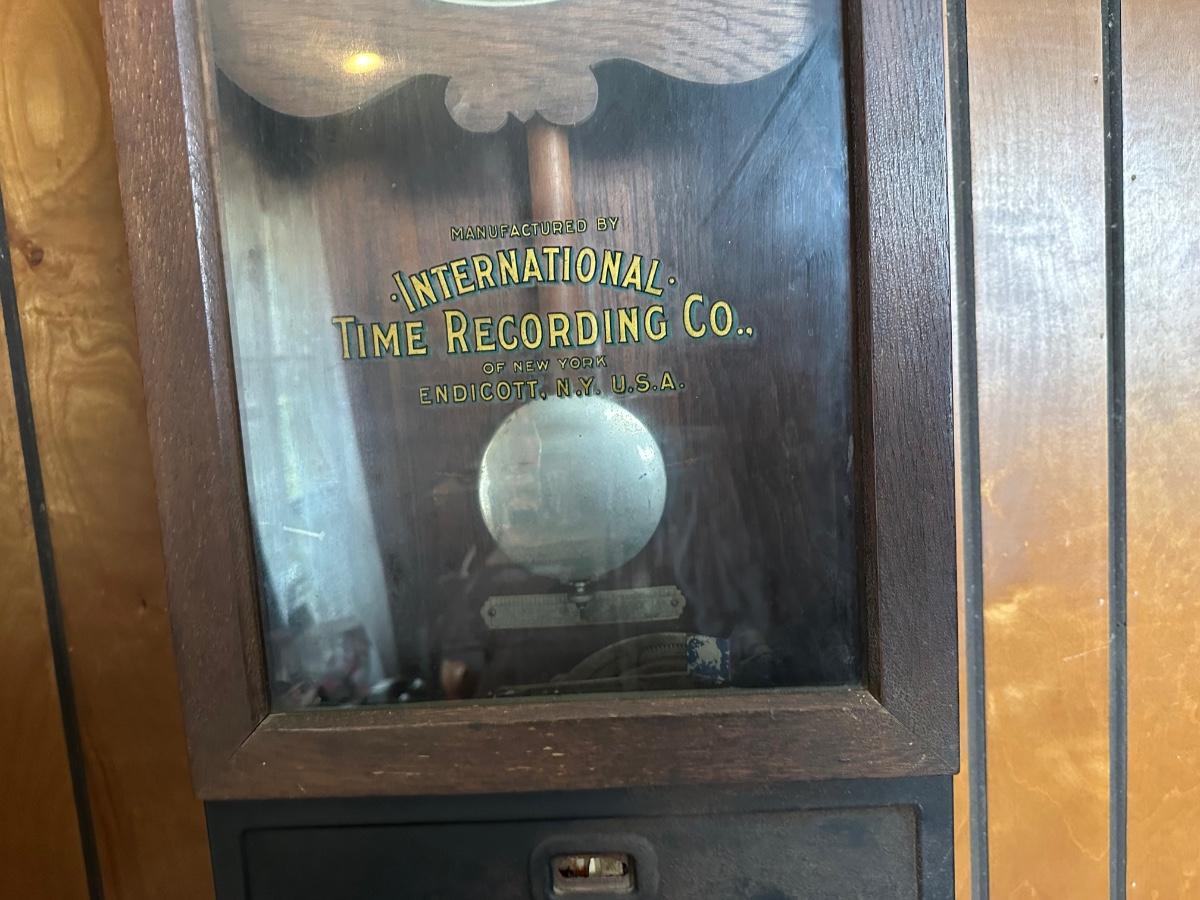 MANUFACTURED BY
·INTERNATIONAL·
TIME RECORDING CO.,
OF NEW YORK
ENDICOTT, N.Y. U.S.A.